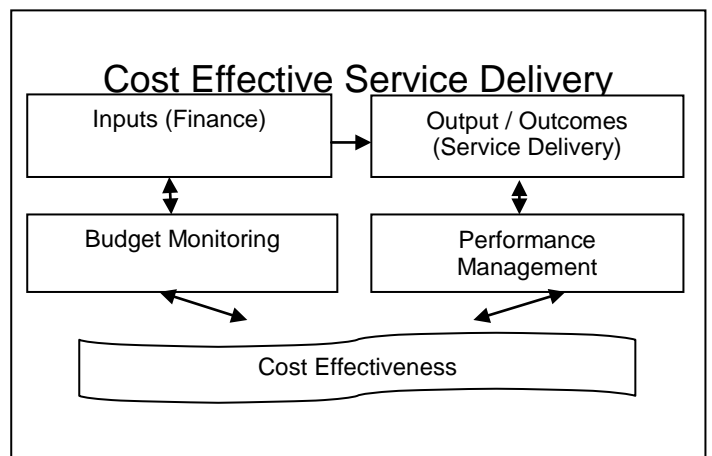 Cost Effective Service Delivery
Inputs (Finance)
Output / Outcomes
(Service Delivery)
Budget Monitoring
Performance
Management
Cost Effectiveness